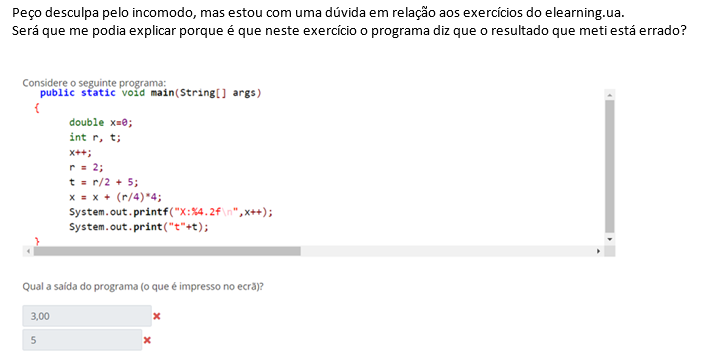 Peço desculpa pelo incomodo, mas estou com uma dúvida em relação aos exercícios do elearning.ua.
Será que me podia explicar porque é que neste exercício o programa diz que o resultado que meti está errado?
Considere o seguinte programa:
public static void main(String[] args)
{
double x=0;
int r, t;
x++;
r = 2;
t = r/2 + 5;
x = x + (r/4)*4;
System.out.printf("X:%4.2f\n",x++);
System.out.print("t"+t);
}
Qual a saída do programa (o que é impresso no ecrã)?
3,00
5